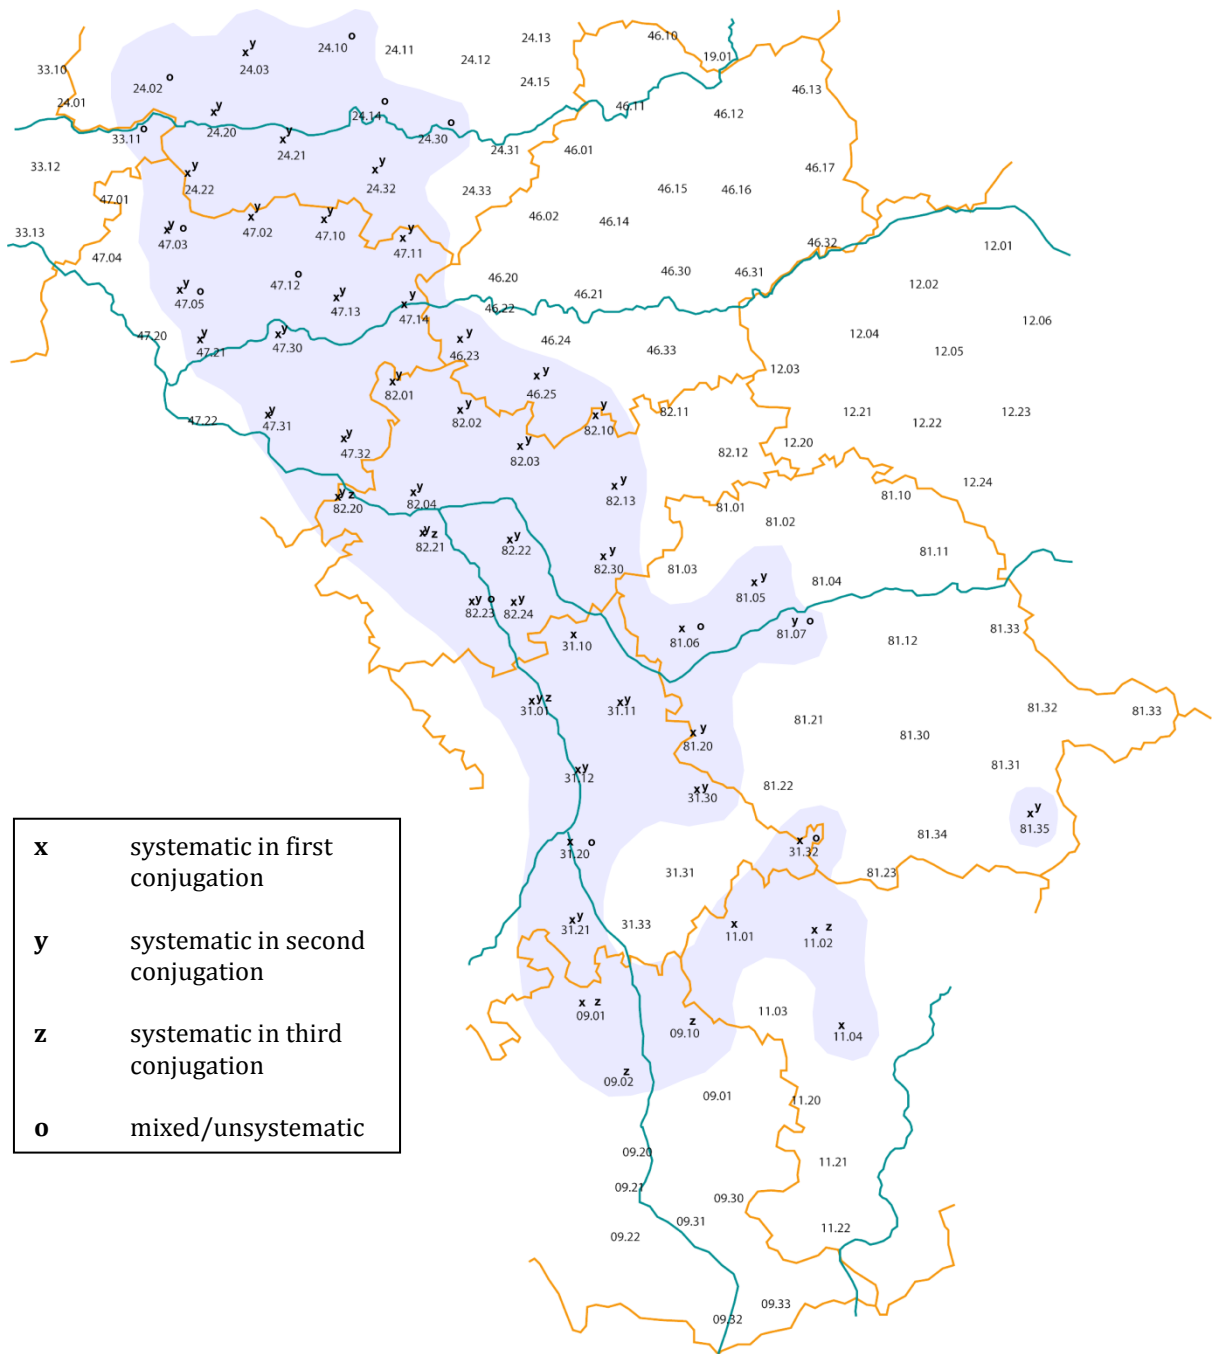 46.10
24.13
19.01
y
24.10 o
24.11
24.12
x
24.03
33.10
24.02 o
24.15
46.13
24.01
x y
24.20
24.14 o
46.11
46.12
33.11 o
24.30 o
x y
24.21
24.31
46.01
33.12
x y
24.22
x y
24.32
24.33
46.15
46.16
46.17
47.01
x y
47.02
x y
47.10
46.02
46.14
33.13
x o
y
47.03
x y
47.11
46.32
12.01
47.04
47.12 o
46.20
46.30
46.31
12.02
x y o
47.05
x y
47.13
x y
47.14
46.22
46.21
12.06
47.20
x y
47.21
x y
47.30
x y
46.23
46.24
46.33
12.04
12.05
12.03
x y
82.01
x y
46.25
x y
47.31
47.22
x y
82.02
x y
82.10
82.11
12.21
12.22
12.23
x y
47.32
x y
82.03
82.12
12.20
x y z
82.20
x y
82.04
x y
82.13
81.01
81.10
12.24
81.02
x y z
82.21
x y
82.22
x y
82.30
81.03
81.11
x y
81.05
81.04
x y o
82.23
x y
82.24
x
31.10
x o
81.06
y o
81.07
81.12
81.33
x y z
31.01
x y
31.11
81.21
81.32
81.33
x y
81.20
81.30
x y
31.12
x y
31.30
81.22
81.31
x y
81.35
x o
31.20
x o
31.32
81.34
31.31
81.23
x y
31.21
31.33
x
11.01
x z
11.02
x z
09.01
z
09.10
11.03
x
11.04
z
09.02
09.01
11.20
09.20
11.21
09.21
09.30
09.31
09.22
11.22
09.33
09.32
x systematic in first
conjugation
y systematic in second
conjugation
z systematic in third
conjugation
o mixed/unsystematic